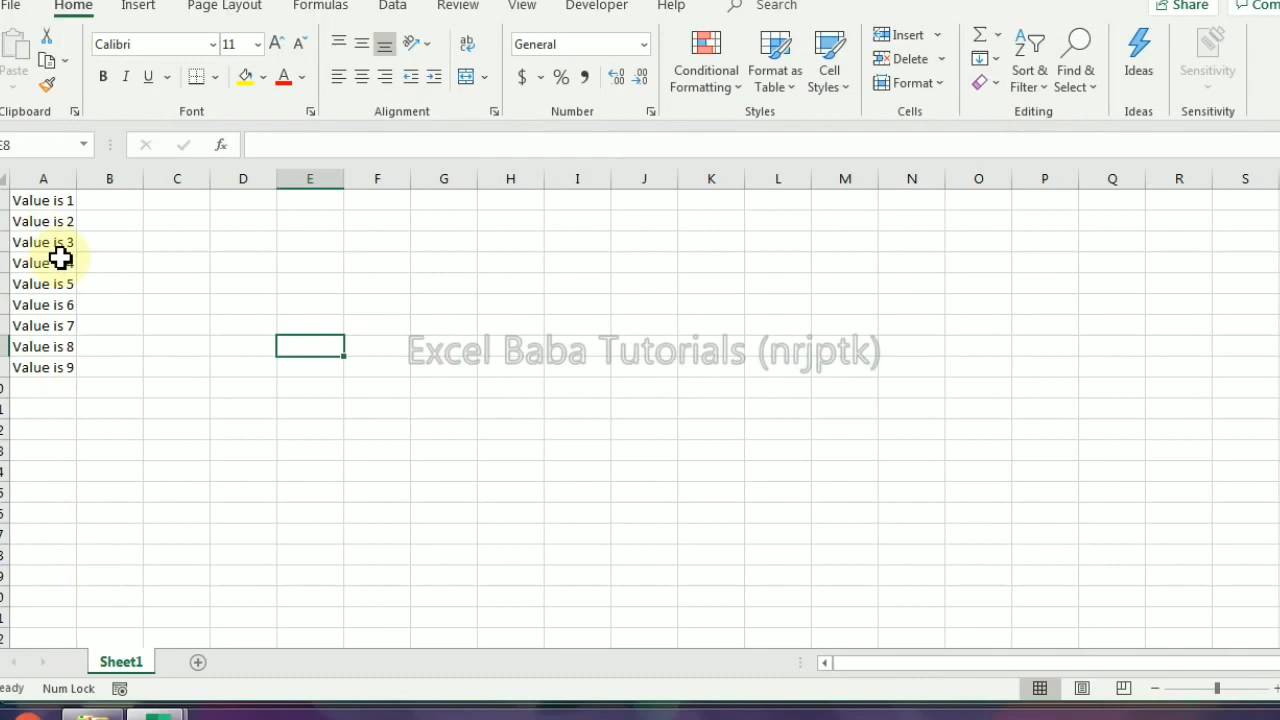 File Home Insert Page Layout Formulas Data Review View Developer Help Search Share
Calibri 11 General Insert Delete Format
Paste B I U $ % Conditional Formatting Format as Table Cell Styles Sort & Filter Find & Select Ideas Sensitivity
Clipboard Font Alignment Number Styles Cells Editing Ideas Sensitivity
E8 fx
A B C D E F G H I J K L M N O P Q R S
Value is 1
Value is 2
Value is 3
Value
Value is 5
Value is 6
Value is 7
Value is 8
Value is 9
Excel Baba Tutorials (nrjptk)
Sheet1
Ready Num Lock